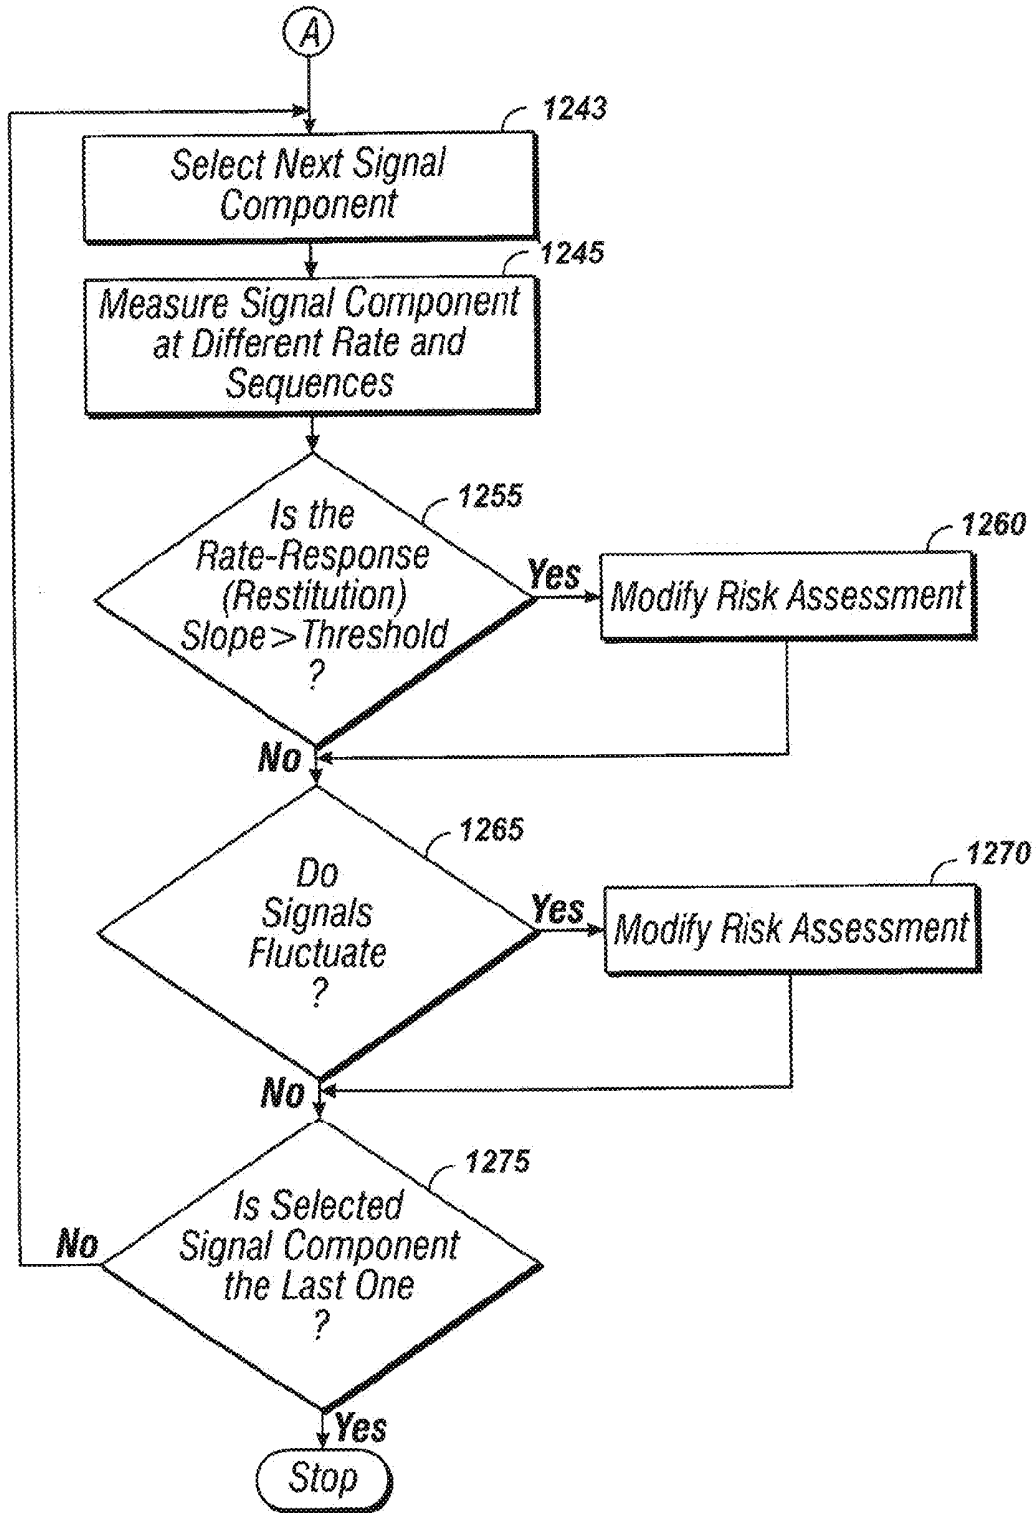 A
1243
Select Next Signal
Component
1245
Measure Signal Component
at Different Rate and
Sequences
1255
Is the
Rate-Response
(Restitution)
Slope>Threshold
?
Yes
1260
Modify Risk Assessment
No
1265
Do
Signals
Fluctuate
?
Yes
1270
Modify Risk Assessment
No
1275
Is Selected
Signal Component
the Last One
?
No
Yes
Stop